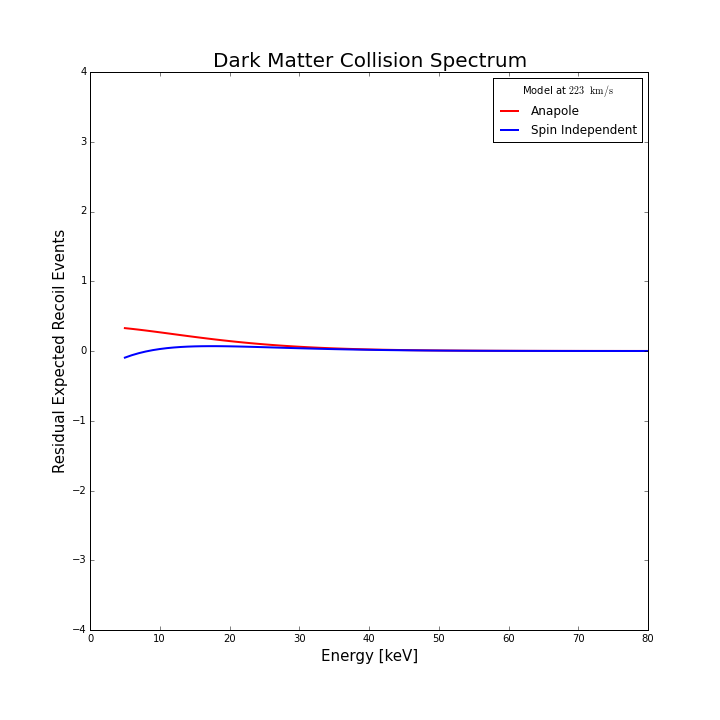 Dark Matter Collision Spectrum
Model at 223 km/s
Anapole
Spin Independent
Residual Expected Recoil Events
4
3
2
1
0
−1
−2
−3
−4
0 10 20 30 40 50 60 70 80
Energy [keV]